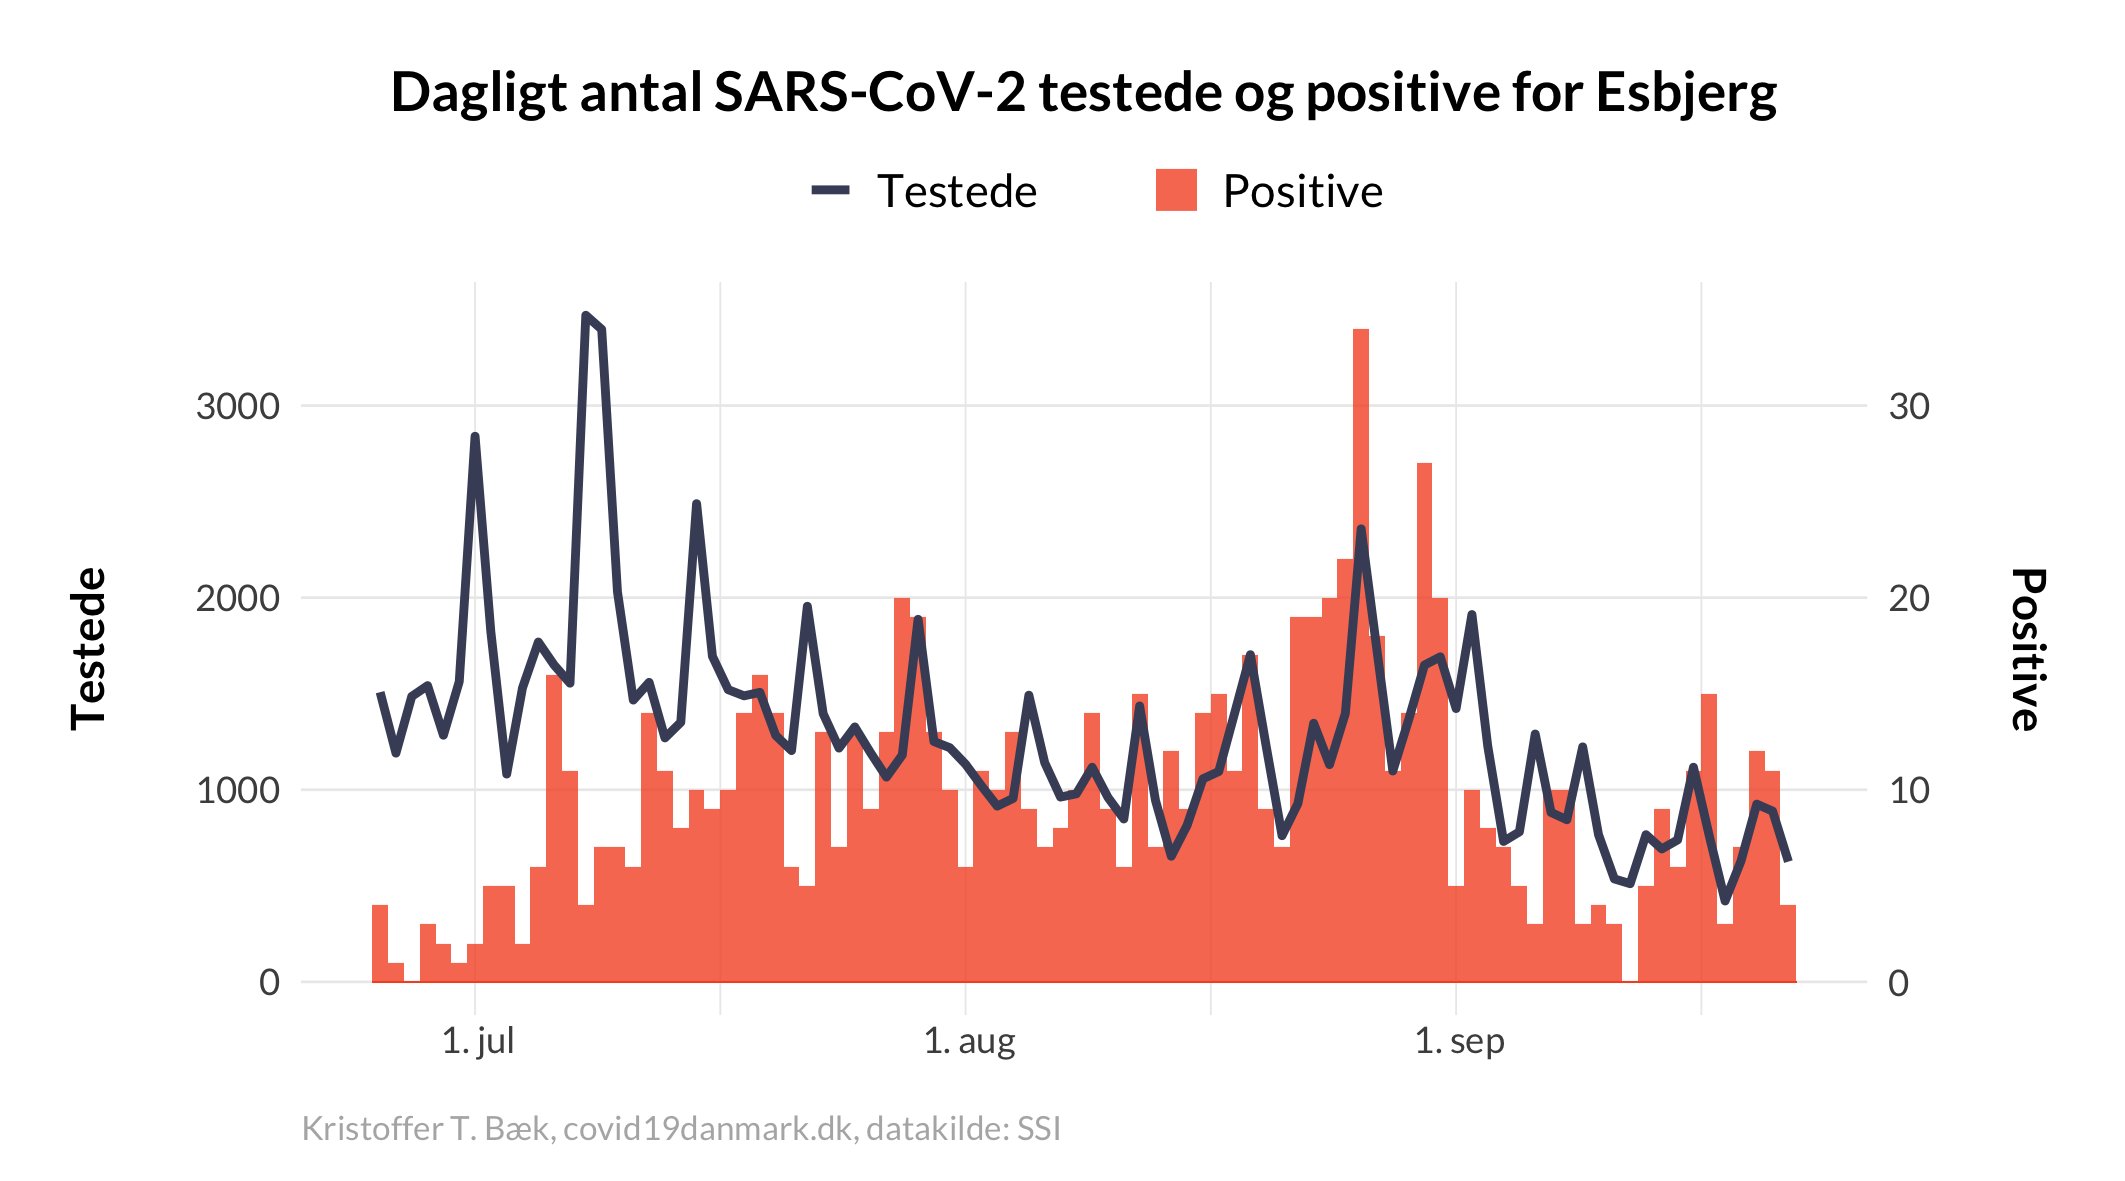 Dagligt antal SARS-CoV-2 testede og positive for Esbjerg
Testede
Positive
3000
2000
1000
0
30
20
10
0
Testede
Positive
1. jul
1. aug
1. sep
Kristoffer T. Bæk, covid19danmark.dk, datakilde: SSI